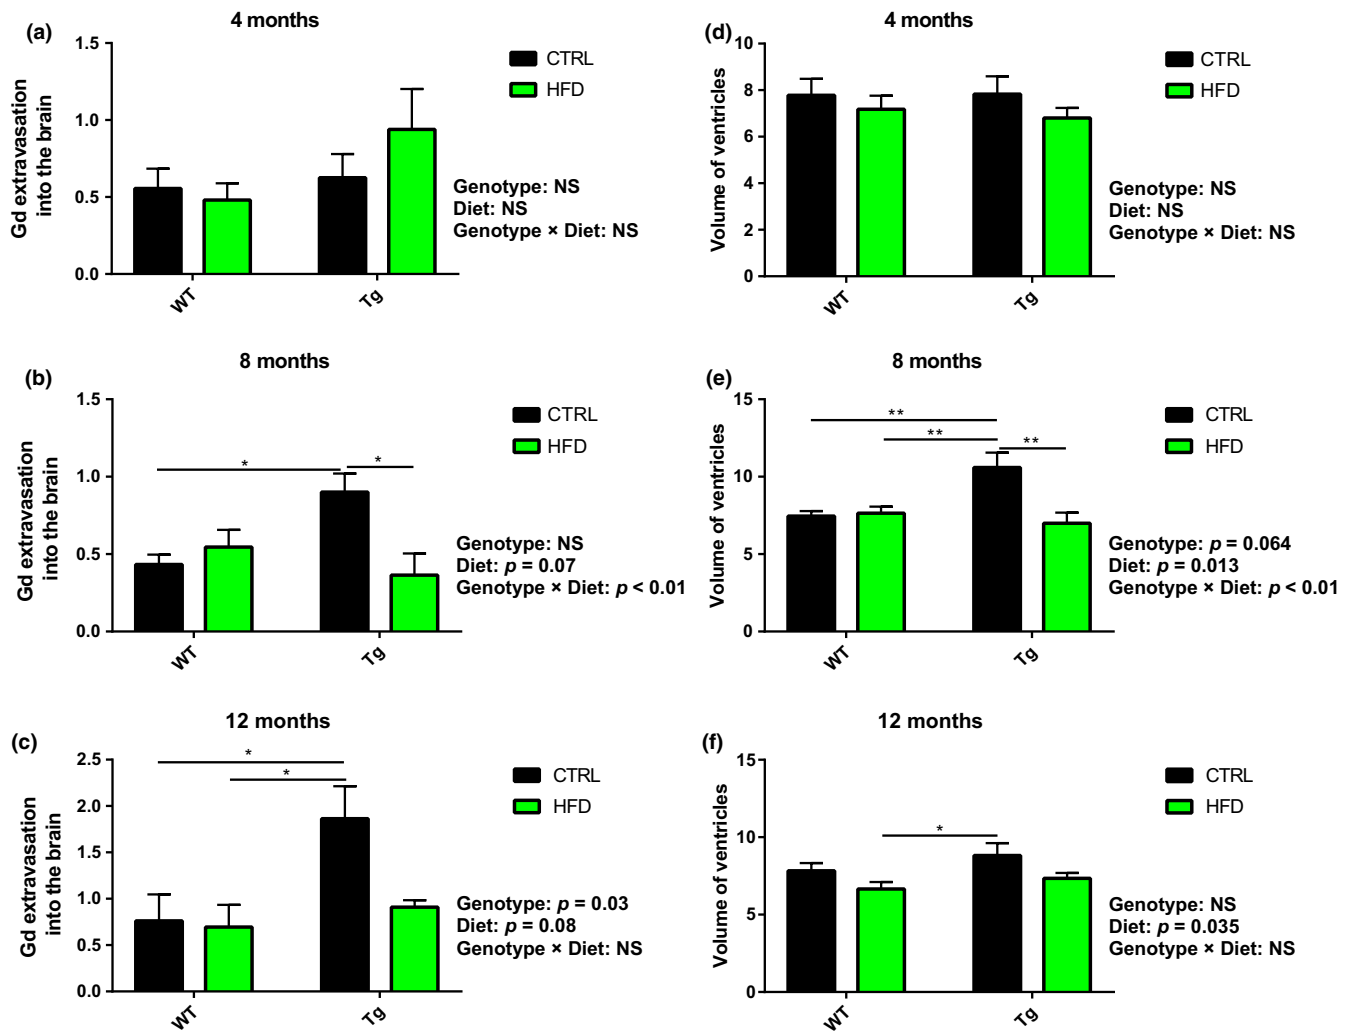 (a)
4 months
1.5
1.0
0.5
0.0
Gd extravasation
into the brain
CTRL
HFD
Genotype: NS
Diet: NS
Genotype × Diet: NS
WT
Tg
(d)
4 months
10
8
6
4
2
0
Volume of ventricles
CTRL
HFD
Genotype: NS
Diet: NS
Genotype × Diet: NS
WT
Tg
(b)
8 months
1.5
1.0
0.5
0.0
Gd extravasation
into the brain
CTRL
HFD
*
*
Genotype: NS
Diet: p = 0.07
Genotype × Diet: p < 0.01
WT
Tg
(e)
8 months
15
10
5
0
Volume of ventricles
CTRL
HFD
**
**
**
Genotype: p = 0.064
Diet: p = 0.013
Genotype × Diet: p < 0.01
WT
Tg
(c)
12 months
2.5
2.0
1.5
1.0
0.5
0.0
Gd extravasation
into the brain
CTRL
HFD
*
*
Genotype: p = 0.03
Diet: p = 0.08
Genotype × Diet: NS
WT
Tg
(f)
12 months
15
10
5
0
Volume of ventricles
CTRL
HFD
*
Genotype: NS
Diet: p = 0.035
Genotype × Diet: NS
WT
Tg